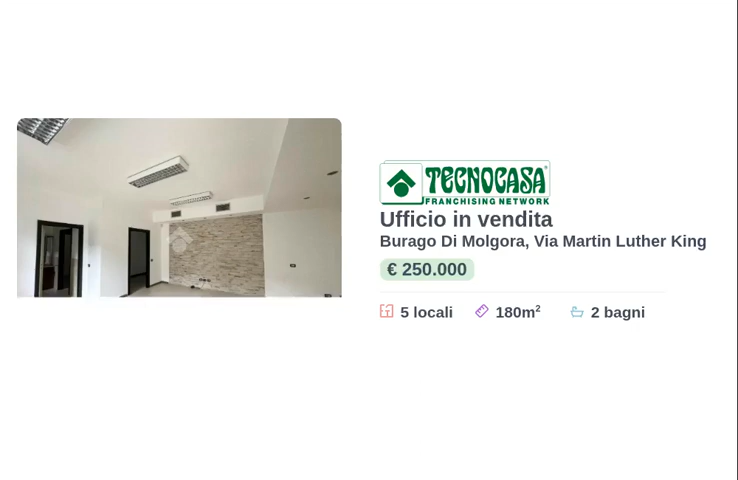 TECNOCASA®
FRANCHISING NETWORK
Ufficio in vendita
Burago Di Molgora, Via Martin Luther King
€ 250.000
5 locali 180m² 2 bagni